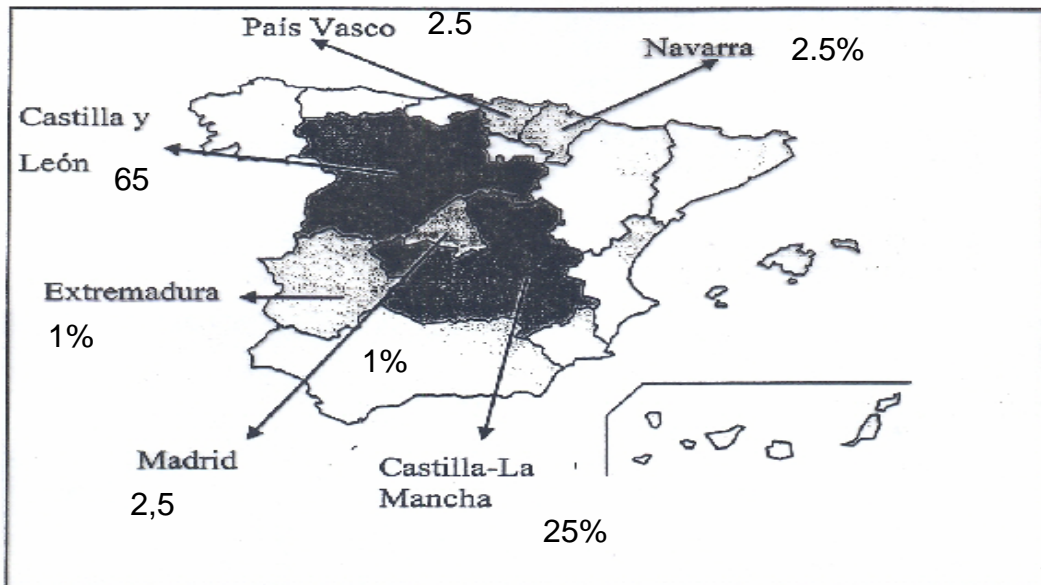 País Vasco 2.5
Navarra 2.5%
Castilla y
León 65
Extremadura
1%
1%
Madrid
2,5
Castilla-La
Mancha
25%